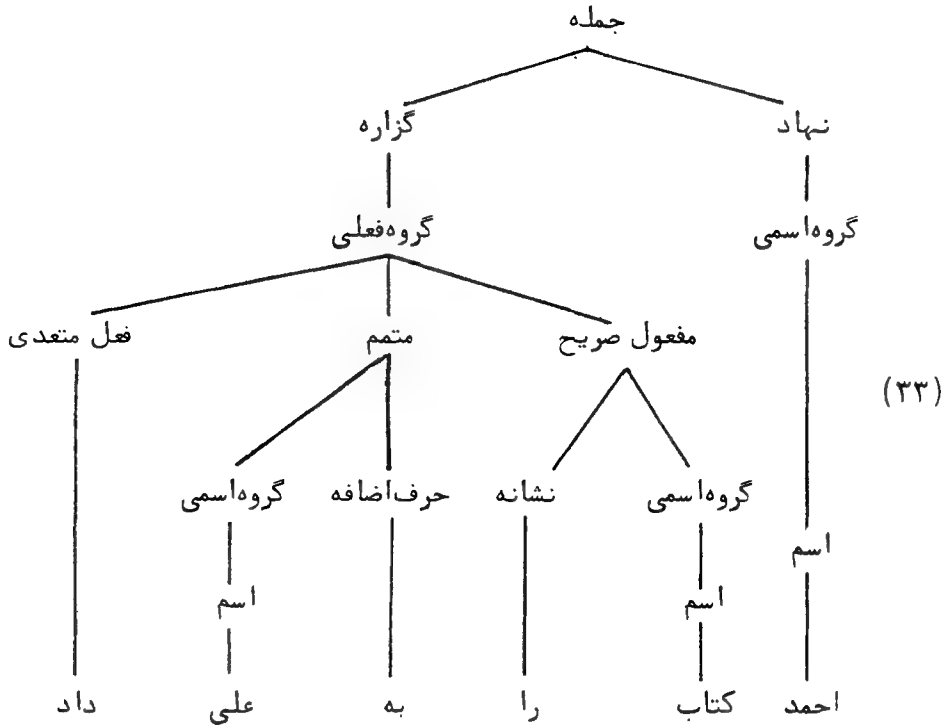 جمله
نهاد گزاره
گروه‌اسمی گروه‌فعلی
مفعول صریح متمم فعل متعدی
(۳۳)
گروه‌اسمی نشانه حرف‌اضافه گروه‌اسمی
اسم
اسم اسم
احمد کتاب را به علی داد